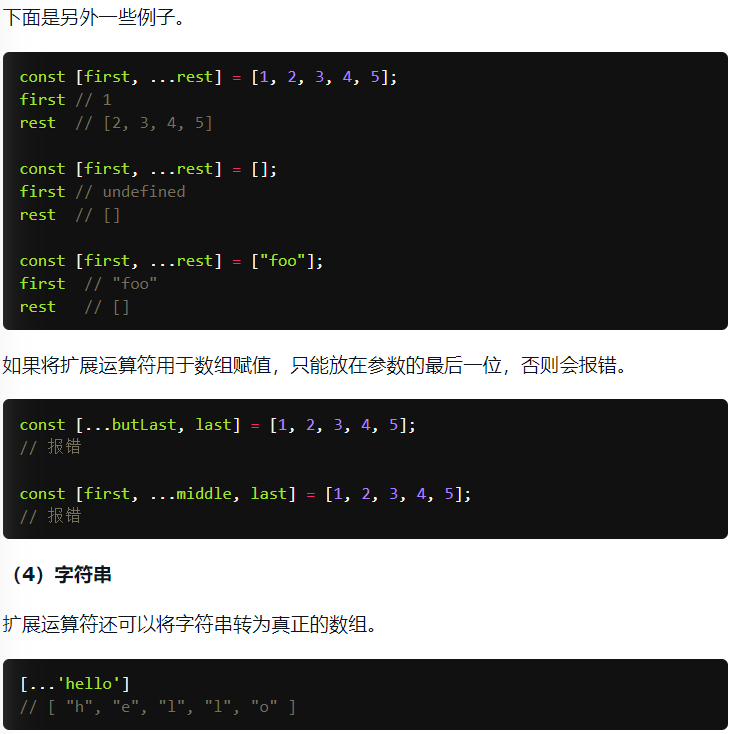 下面是另外一些例子。
const [first, ...rest] = [1, 2, 3, 4, 5];
first // 1
rest  // [2, 3, 4, 5]
const [first, ...rest] = [];
first // undefined
rest  // []
const [first, ...rest] = ["foo"];
first  // "foo"
rest   // []
如果将扩展运算符用于数组赋值，只能放在参数的最后一位，否则会报错。
const [...butLast, last] = [1, 2, 3, 4, 5];
// 报错
const [first, ...middle, last] = [1, 2, 3, 4, 5];
// 报错
（4）字符串
扩展运算符还可以将字符串转为真正的数组。
[...'hello']
// [ "h", "e", "l", "l", "o" ]